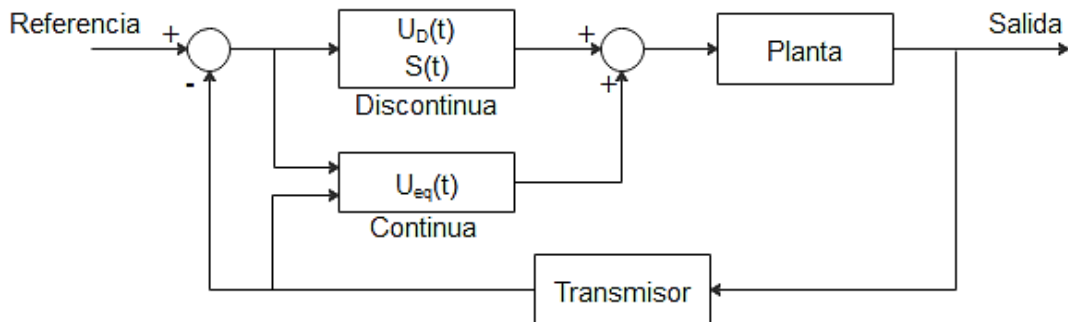 Referencia
+
-
U_D(t)
S(t)
Discontinua
+
+
Planta
Salida
U_eq(t)
Continua
Transmisor